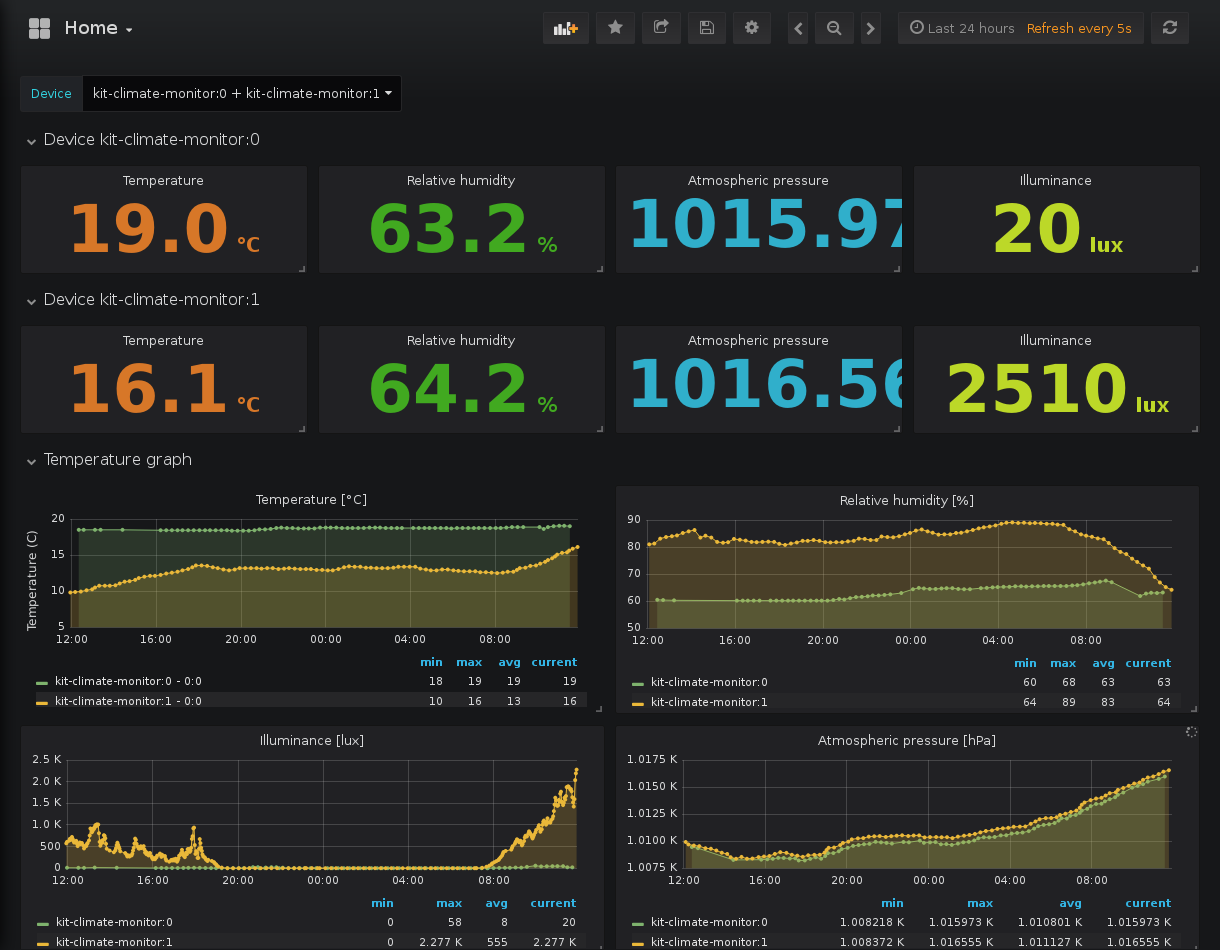 Home
Last 24 hours Refresh every 5s
Device kit-climate-monitor:0 + kit-climate-monitor:1
Device kit-climate-monitor:0
Temperature Relative humidity Atmospheric pressure Illuminance
19.0 °C 63.2 % 1015.97 20 lux
Device kit-climate-monitor:1
Temperature Relative humidity Atmospheric pressure Illuminance
16.1 °C 64.2 % 1016.56 2510 lux
Temperature graph
Temperature [°C]
Temperature (C)
20
15
10
5
12:00 16:00 20:00 00:00 04:00 08:00
min max avg current
kit-climate-monitor:0 - 0:0 18 19 19 19
kit-climate-monitor:1 - 0:0 10 16 13 16
Relative humidity [%]
90
80
70
60
50
12:00 16:00 20:00 00:00 04:00 08:00
min max avg current
kit-climate-monitor:0 60 68 63 63
kit-climate-monitor:1 64 89 83 64
Illuminance [lux]
2.5 K
2.0 K
1.5 K
1.0 K
500
0
12:00 16:00 20:00 00:00 04:00 08:00
min max avg current
kit-climate-monitor:0 0 58 8 20
kit-climate-monitor:1 0 2.277 K 555 2.277 K
Atmospheric pressure [hPa]
1.0175 K
1.0150 K
1.0125 K
1.0100 K
1.0075 K
12:00 16:00 20:00 00:00 04:00 08:00
min max avg current
kit-climate-monitor:0 1.008218 K 1.015973 K 1.010801 K 1.015973 K
kit-climate-monitor:1 1.008372 K 1.016555 K 1.011127 K 1.016555 K